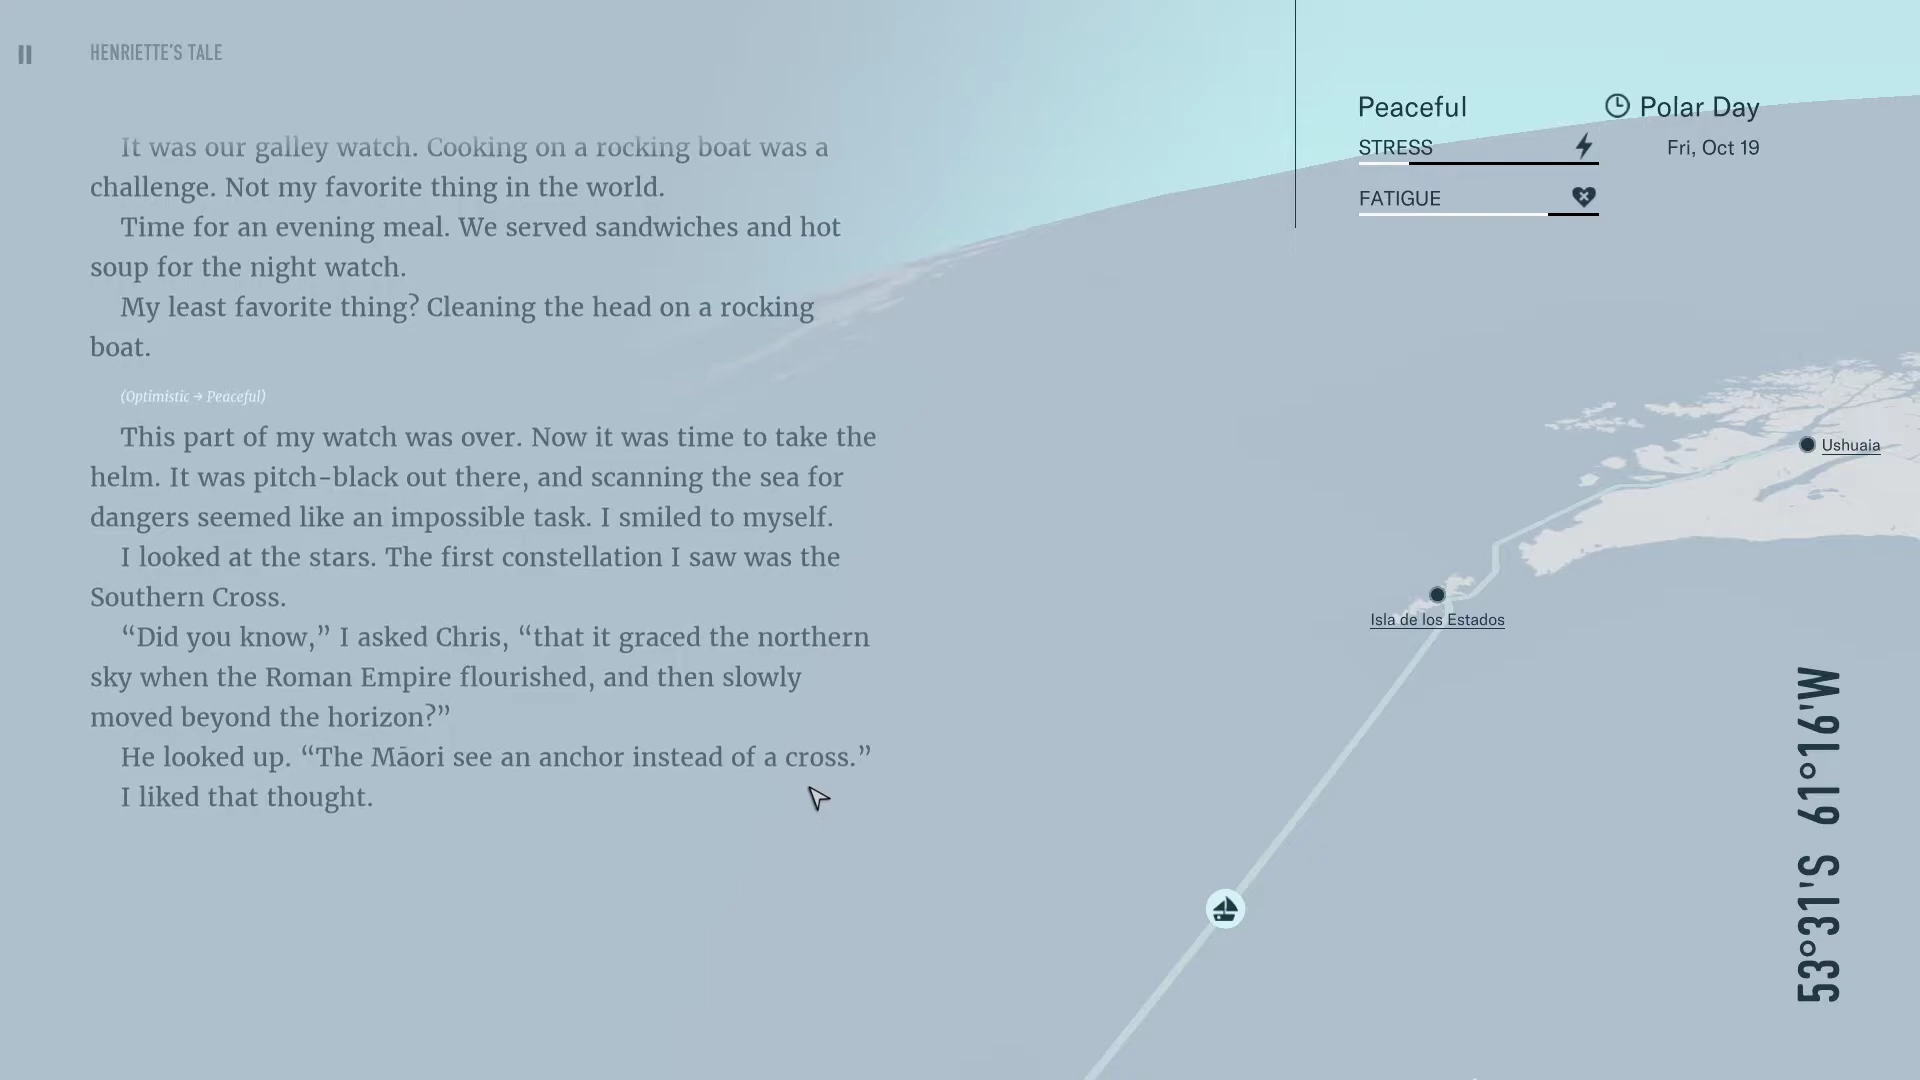 HENRIETTE'S TALE
It was our galley watch. Cooking on a rocking boat was a
challenge. Not my favorite thing in the world.
Time for an evening meal. We served sandwiches and hot
soup for the night watch.
My least favorite thing? Cleaning the head on a rocking
boat.
(Optimistic → Peaceful)
This part of my watch was over. Now it was time to take the
helm. It was pitch-black out there, and scanning the sea for
dangers seemed like an impossible task. I smiled to myself.
I looked at the stars. The first constellation I saw was the
Southern Cross.
“Did you know,” I asked Chris, “that it graced the northern
sky when the Roman Empire flourished, and then slowly
moved beyond the horizon?”
He looked up. “The Māori see an anchor instead of a cross.”
I liked that thought.
Peaceful
Polar Day
STRESS
Fri, Oct 19
FATIGUE
Ushuaia
Isla de los Estados
53°31'S 61°16'W